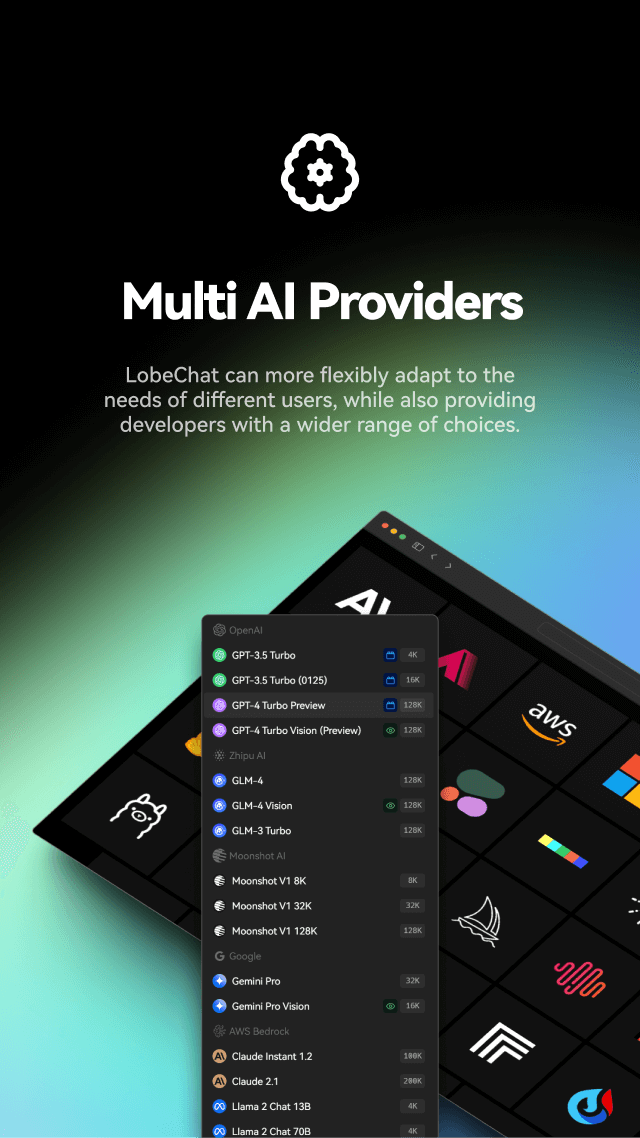 Multi AI Providers
LobeChat can more flexibly adapt to the
needs of different users, while also providing
developers with a wider range of choices.
AI
aws
OpenAI
GPT-3.5 Turbo 4K
GPT-3.5 Turbo (0125) 16K
GPT-4 Turbo Preview 128K
GPT-4 Turbo Vision (Preview) 128K
Zhipu AI
GLM-4 128K
GLM-4 Vision 128K
GLM-3 Turbo 128K
Moonshot AI
Moonshot V1 8K 8K
Moonshot V1 32K 32K
Moonshot V1 128K 128K
Google
Gemini Pro 32K
Gemini Pro Vision 16K
AWS Bedrock
Claude Instant 1.2 100K
Claude 2.1 200K
Llama 2 Chat 13B 4K
Llama 2 Chat 70B 4K